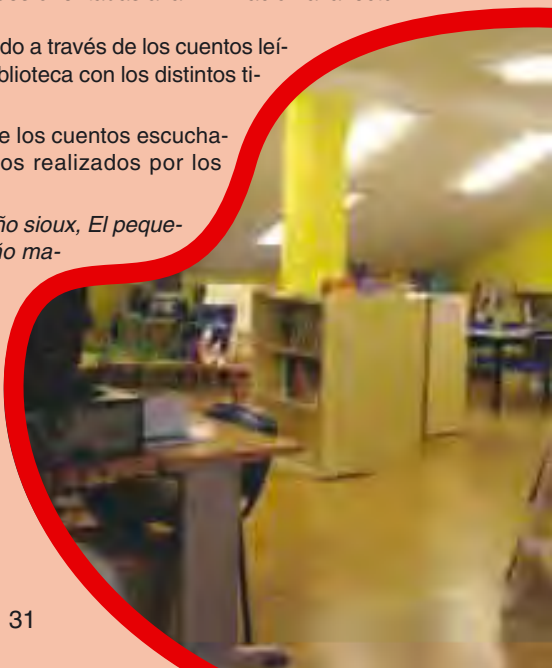 do a través de los cuentos leí-
blioteca con los distintos ti-
e los cuentos escucha-
os realizados por los
ño sioux, El peque-
ño ma-
31